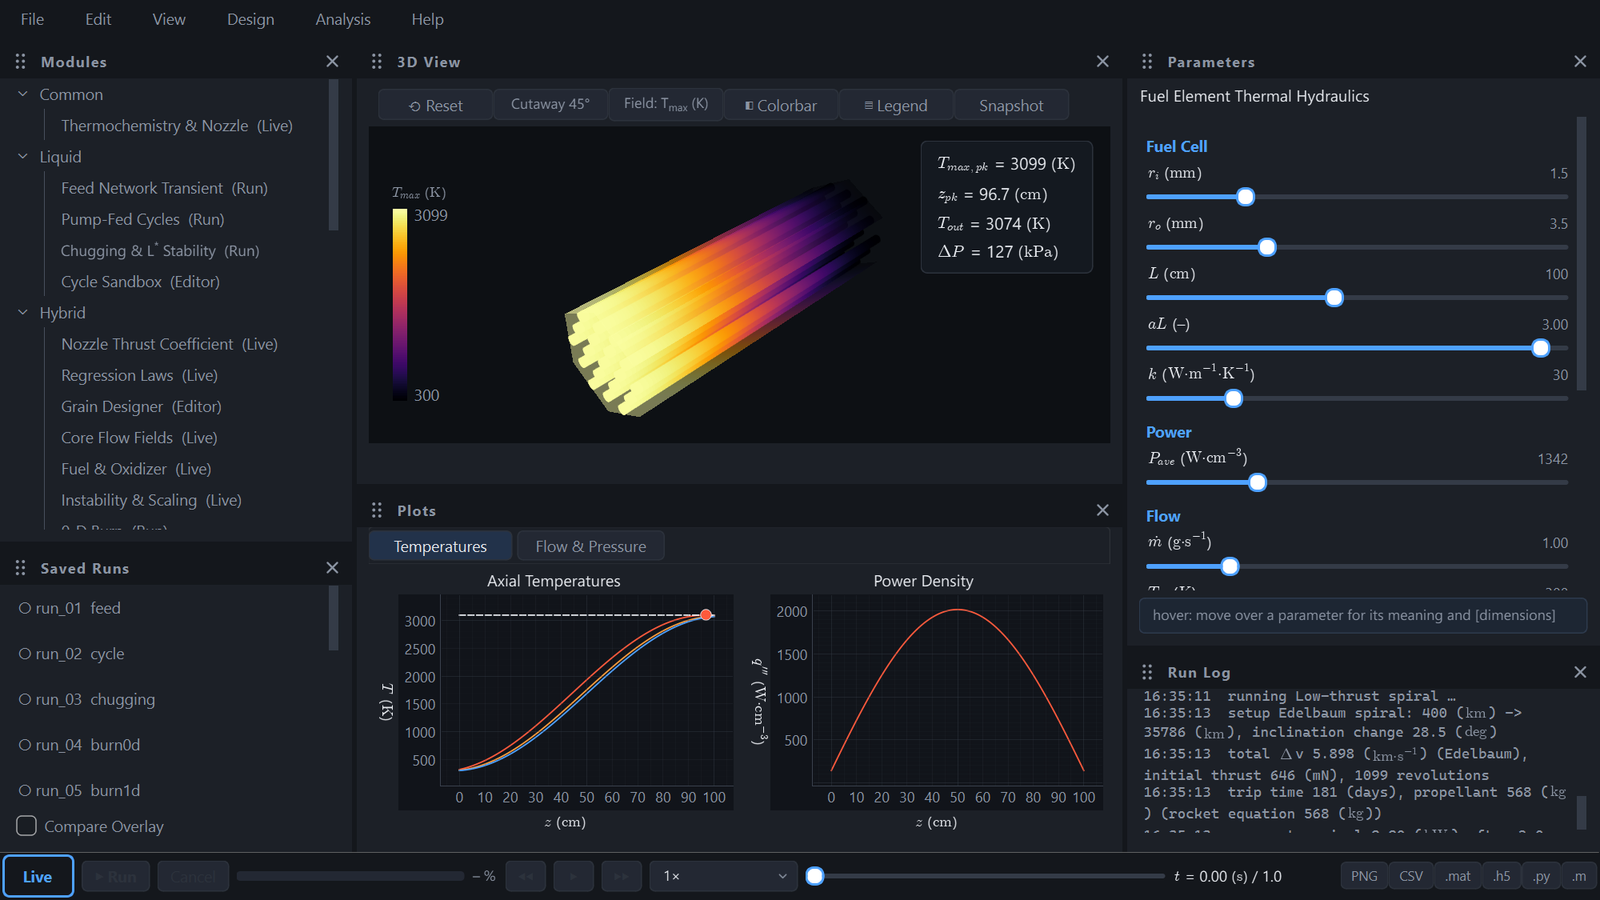 File Edit View Design Analysis Help
Modules
Common
Thermochemistry & Nozzle (Live)
Liquid
Feed Network Transient (Run)
Pump-Fed Cycles (Run)
Chugging & L* Stability (Run)
Cycle Sandbox (Editor)
Hybrid
Nozzle Thrust Coefficient (Live)
Regression Laws (Live)
Grain Designer (Editor)
Core Flow Fields (Live)
Fuel & Oxidizer (Live)
Instability & Scaling (Live)
0-D Burn (Run)
Saved Runs
run_01 feed
run_02 cycle
run_03 chugging
run_04 burn0d
run_05 burn1d
Compare Overlay
3D View
Reset Cutaway 45° Field: Tmax (K) Colorbar Legend Snapshot
Tmax (K)
3099
300
Tmax,pk = 3099 (K)
zpk = 96.7 (cm)
Tout = 3074 (K)
ΔP = 127 (kPa)
Plots
Temperatures Flow & Pressure
Axial Temperatures
T (K)
3000
2500
2000
1500
1000
500
0 10 20 30 40 50 60 70 80 90 100
z (cm)
Power Density
q''' (W·cm⁻³)
2000
1500
1000
500
0 10 20 30 40 50 60 70 80 90 100
z (cm)
Parameters
Fuel Element Thermal Hydraulics
Fuel Cell
ri (mm) 1.5
ro (mm) 3.5
L (cm) 100
aL (–) 3.00
k (W·m⁻¹·K⁻¹) 30
Power
Pave (W·cm⁻³) 1342
Flow
ṁ (g·s⁻¹) 1.00
hover: move over a parameter for its meaning and [dimensions]
Run Log
16:35:11 running Low-thrust spiral …
16:35:13 setup Edelbaum spiral: 400 (km) –>
35786 (km), inclination change 28.5 (deg)
16:35:13 total Δv 5.898 (km·s⁻¹) (Edelbaum),
initial thrust 646 (mN), 1099 revolutions
16:35:13 trip time 181 (days), propellant 568 (kg
) (rocket equation 568 (kg))
Live Run Cancel – % 1× t = 0.00 (s) / 1.0 PNG CSV .mat .h5 .py .m